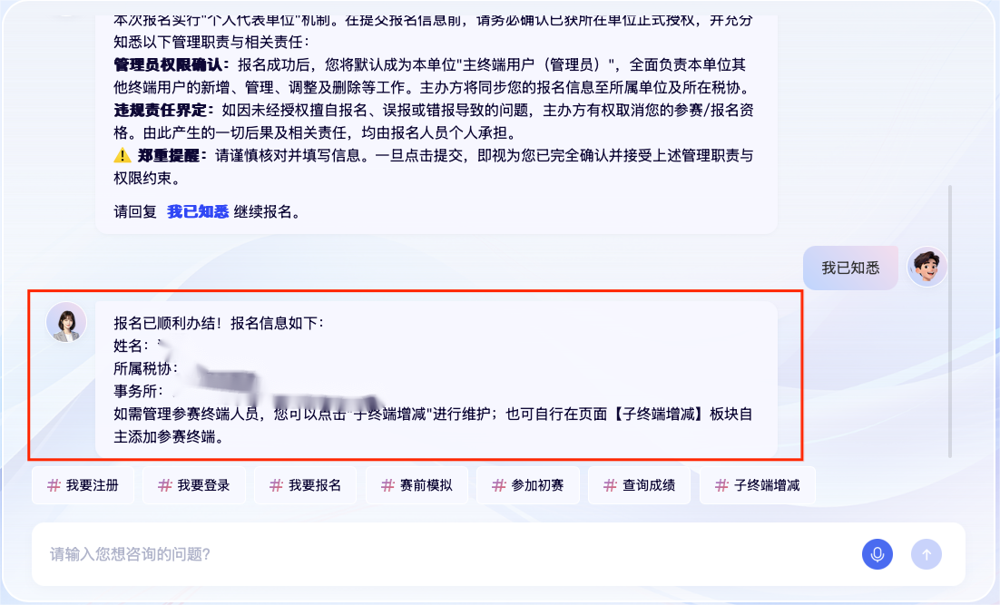 本次报名实行"个人代表单位"机制。在提交报名信息前，请务必确认已获所在单位正式授权，并充分
知悉以下管理职责与相关责任：
管理员权限确认：报名成功后，您将默认成为本单位"主终端用户（管理员）"，全面负责本单位其
他终端用户的新增、管理、调整及删除等工作。主办方将同步您的报名信息至所属单位及所在税协。
违规责任界定：如因未经授权擅自报名、误报或错报导致的问题，主办方有权取消您的参赛/报名资
格。由此产生的一切后果及相关责任，均由报名人员个人承担。
⚠️ 郑重提醒：请谨慎核对并填写信息。一旦点击提交，即视为您已完全确认并接受上述管理职责与
权限约束。
请回复 我已知悉 继续报名。
我已知悉
报名已顺利办结！报名信息如下：
姓名：
所属税协：
事务所：
如需管理参赛终端人员，您可以点击"子终端增减"进行维护；也可自行在页面【子终端增减】板块自
主添加参赛终端。
# 我要注册
# 我要登录
# 我要报名
# 赛前模拟
# 参加初赛
# 查询成绩
# 子终端增减
请输入您想咨询的问题?